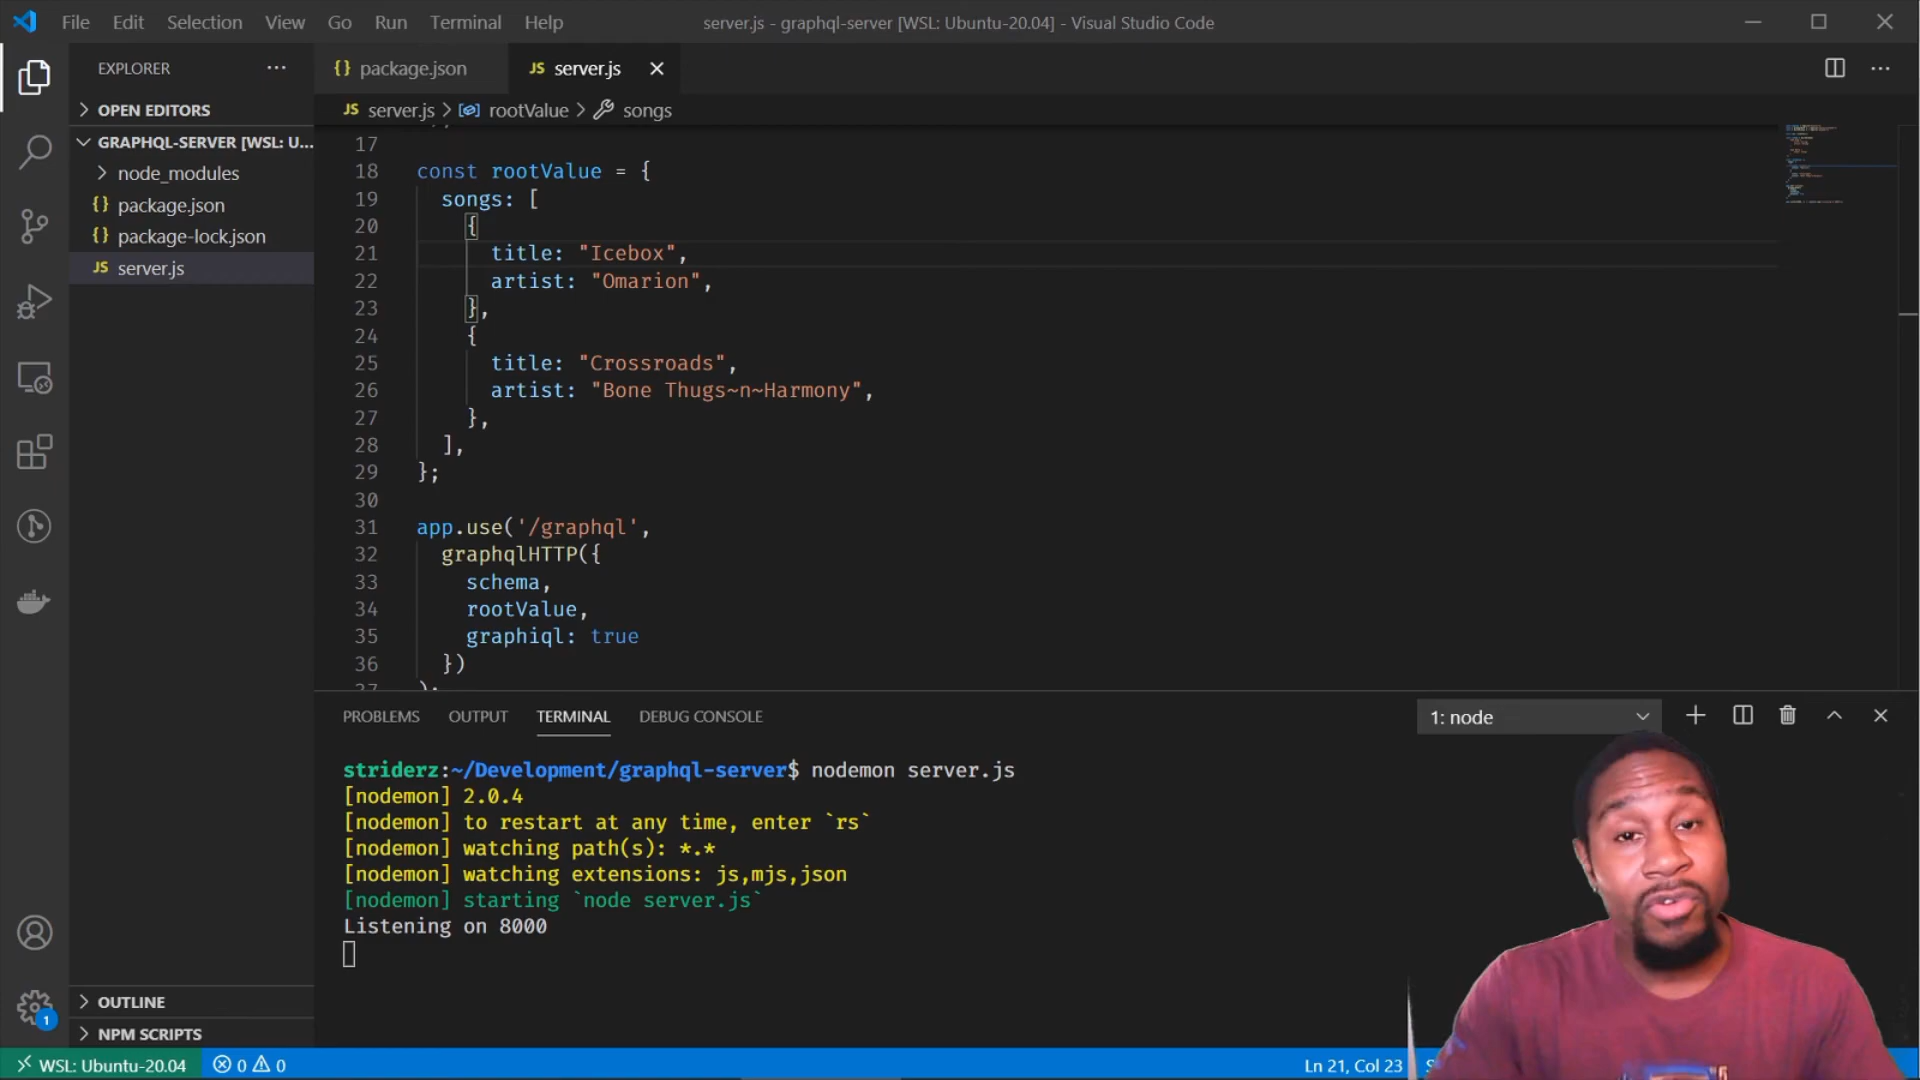 File Edit Selection View Go Run Terminal Help
server.js - graphql-server [WSL: Ubuntu-20.04] - Visual Studio Code
EXPLORER
OPEN EDITORS
GRAPHQL-SERVER [WSL: U...
node_modules
{} package.json
{} package-lock.json
JS server.js
OUTLINE
NPM SCRIPTS
{} package.json
JS server.js
JS server.js > rootValue > songs
17
18 const rootValue = {
19 songs: [
20 {
21 title: "Icebox",
22 artist: "Omarion",
23 },
24 {
25 title: "Crossroads",
26 artist: "Bone Thugs~n~Harmony",
27 },
28 ],
29 };
30
31 app.use('/graphql',
32 graphqlHTTP({
33 schema,
34 rootValue,
35 graphiql: true
36 })
37 );
PROBLEMS OUTPUT TERMINAL DEBUG CONSOLE
1: node
striderz:~/Development/graphql-server$ nodemon server.js
[nodemon] 2.0.4
[nodemon] to restart at any time, enter `rs`
[nodemon] watching path(s): *.*
[nodemon] watching extensions: js,mjs,json
[nodemon] starting `node server.js`
Listening on 8000
1
WSL: Ubuntu-20.04
0 0
Ln 21, Col 23